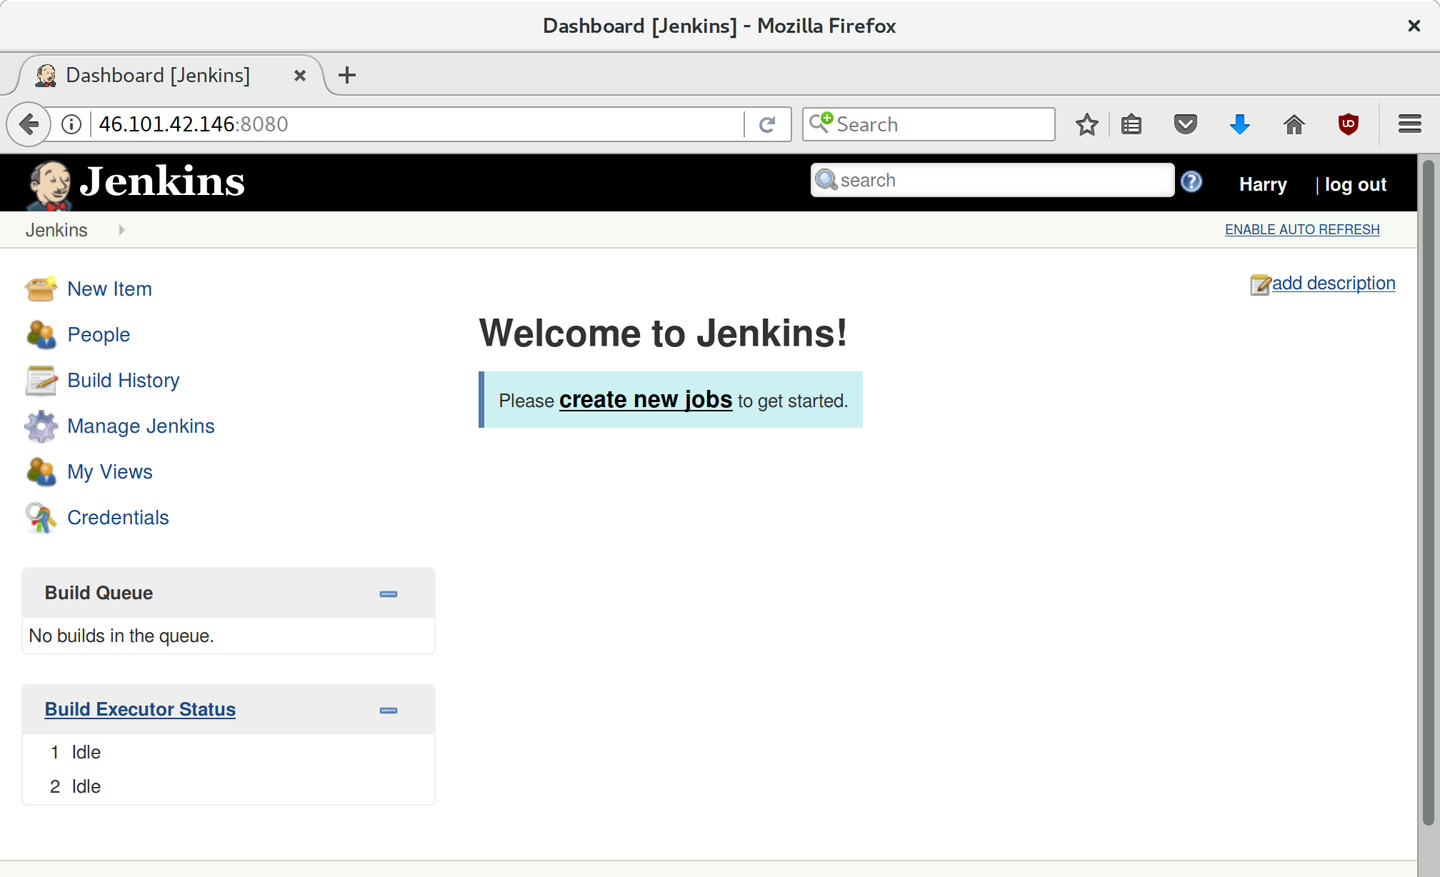 Dashboard [Jenkins] - Mozilla Firefox
Dashboard [Jenkins]
46.101.42.146:8080
Search
Jenkins
search
Harry
| log out
Jenkins
ENABLE AUTO REFRESH
New Item
People
Build History
Manage Jenkins
My Views
Credentials
add description
Welcome to Jenkins!
Please create new jobs to get started.
Build Queue
No builds in the queue.
Build Executor Status
1 Idle
2 Idle